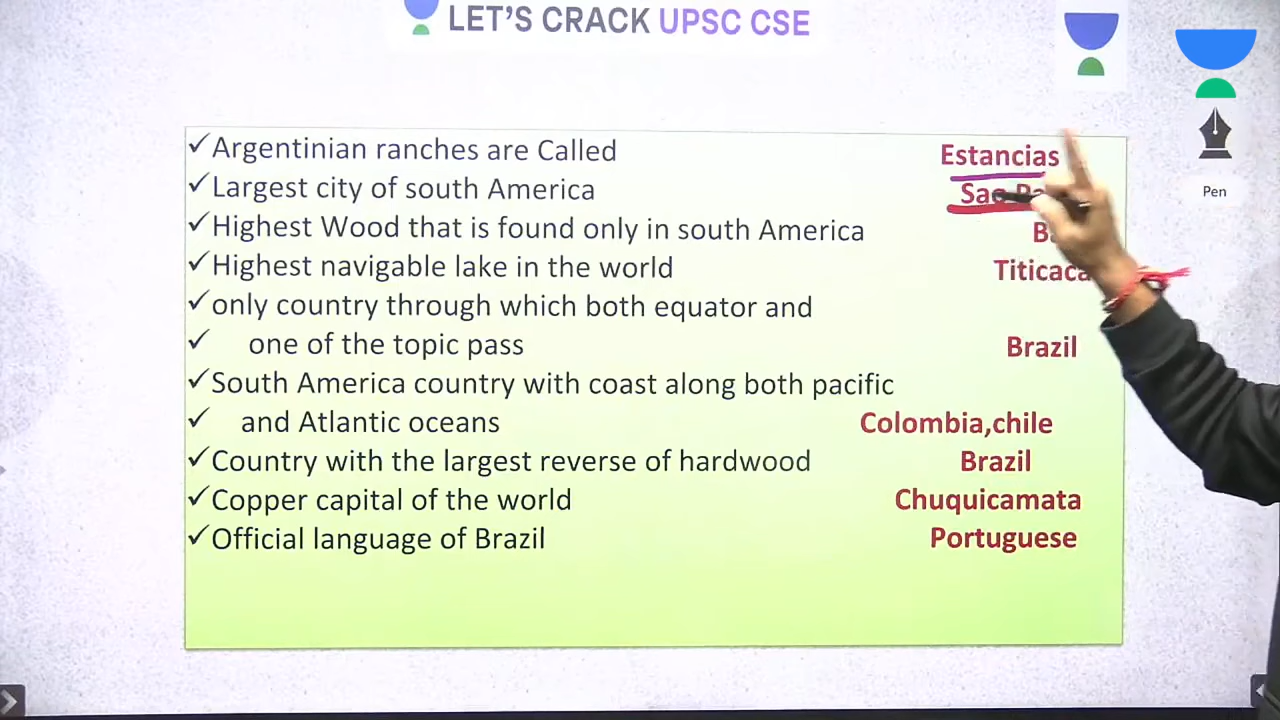 LET'S CRACK UPSC CSE
✓Argentinian ranches are Called Estancias
✓Largest city of south America Sao
✓Highest Wood that is found only in south America
✓Highest navigable lake in the world Titicaca
✓only country through which both equator and
✓ one of the topic pass Brazil
✓South America country with coast along both pacific
✓ and Atlantic oceans Colombia,chile
✓Country with the largest reverse of hardwood Brazil
✓Copper capital of the world Chuquicamata
✓Official language of Brazil Portuguese
Pen